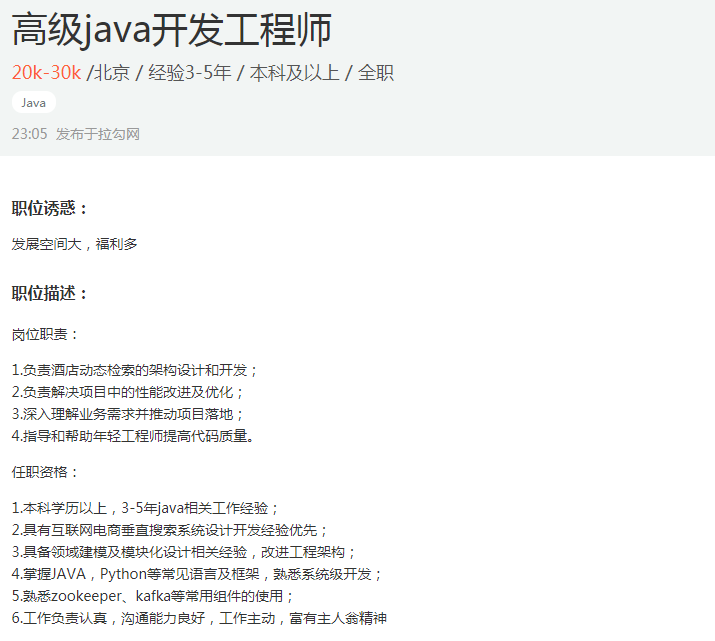 高级java开发工程师
20k-30k /北京 / 经验3-5年 / 本科及以上 / 全职
Java
23:05 发布于拉勾网
职位诱惑：
发展空间大，福利多
职位描述：
岗位职责：
1.负责酒店动态检索的架构设计和开发；
2.负责解决项目中的性能改进及优化；
3.深入理解业务需求并推动项目落地；
4.指导和帮助年轻工程师提高代码质量。
任职资格：
1.本科学历以上，3-5年java相关工作经验；
2.具有互联网电商垂直搜索系统设计开发经验优先；
3.具备领域建模及模块化设计相关经验，改进工程架构；
4.掌握JAVA，Python等常见语言及框架，熟悉系统级开发；
5.熟悉zookeeper、kafka等常用组件的使用；
6.工作负责认真，沟通能力良好，工作主动，富有主人翁精神